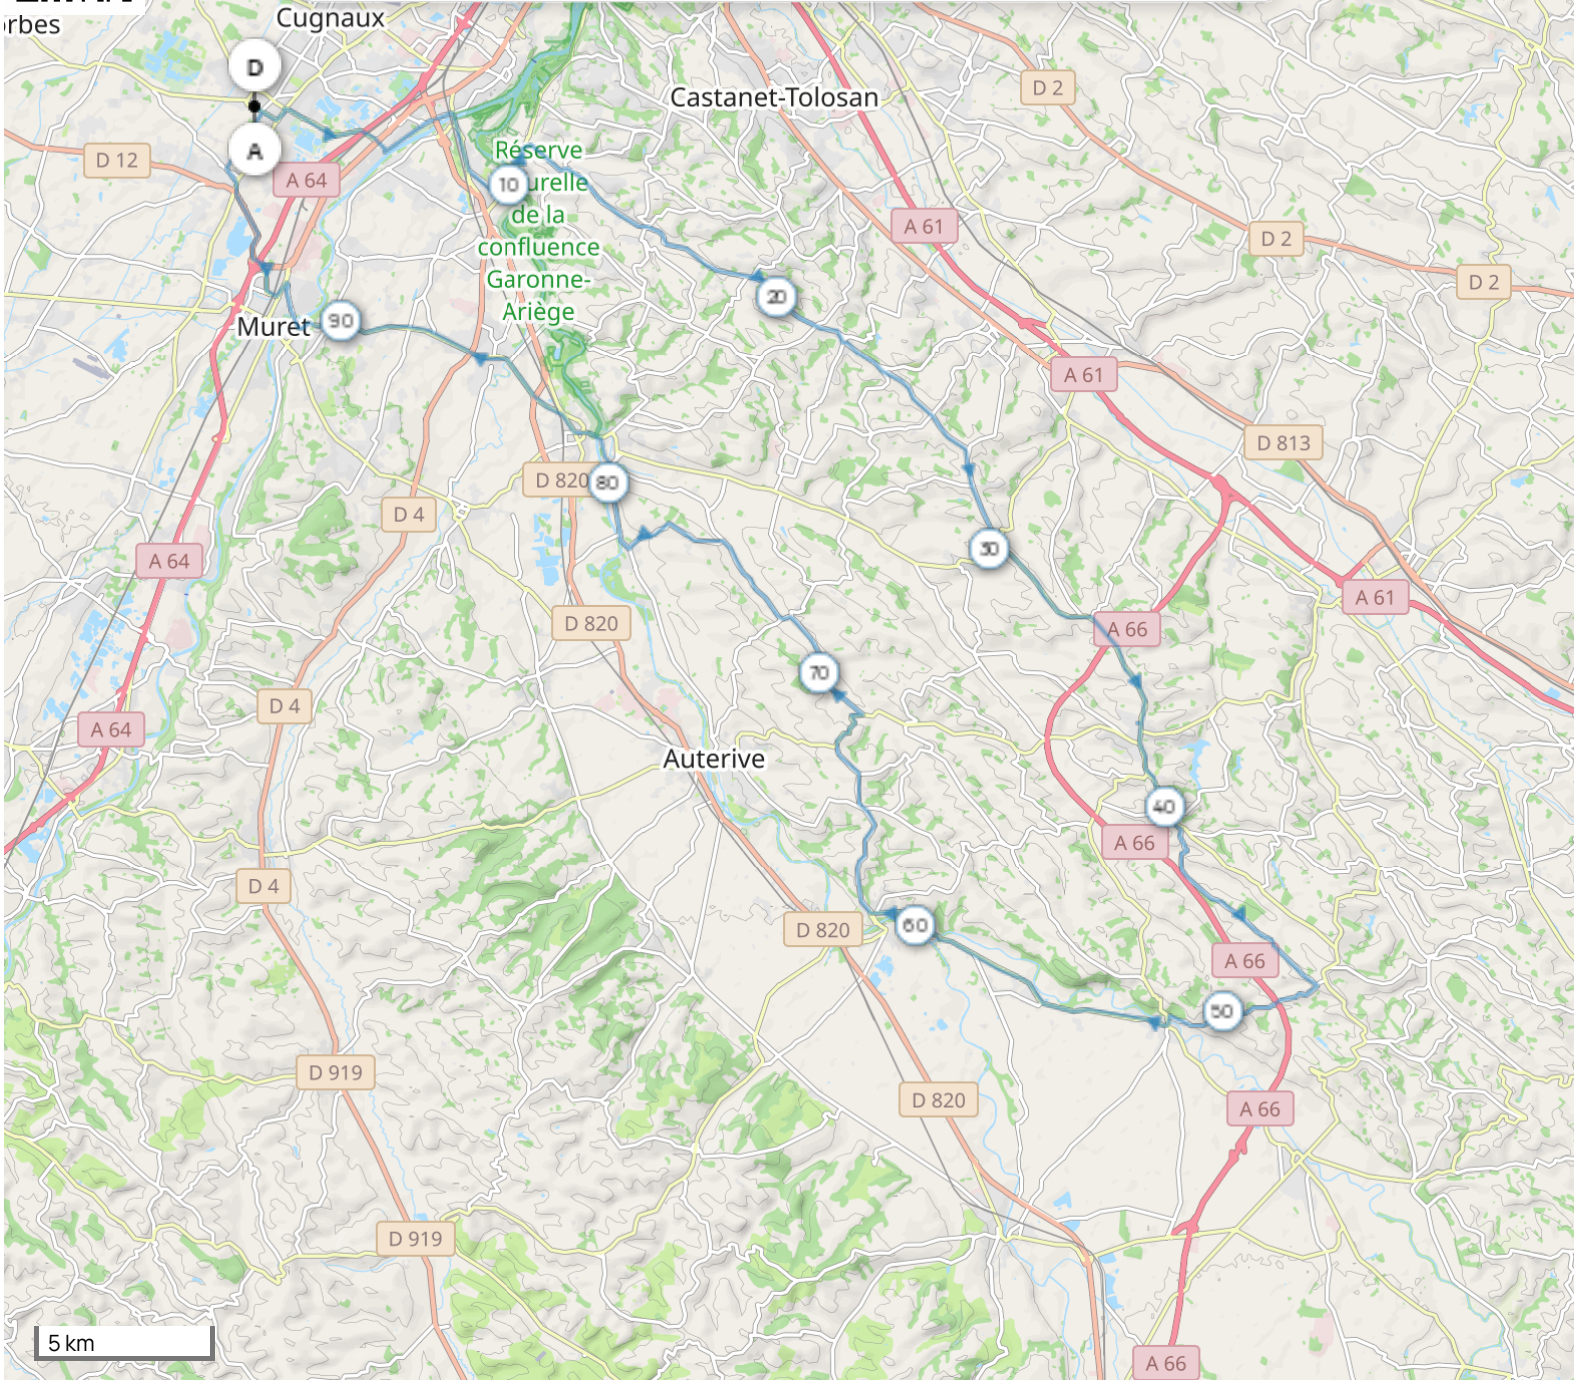 Cugnaux
rbes
D
Castanet-Tolosan
D 2
A
D 12
Réserve
A 64
10
urelle
de la
A 61
D 2
confluence
Garonne-
D 2
20
Ariège
Muret
90
A 61
D 813
D 820
80
D 4
30
A 64
A 61
D 820
A 66
70
D 4
A 64
Auterive
40
A 66
D 4
60
D 820
A 66
50
D 919
D 820
A 66
D 919
5 km
A 66